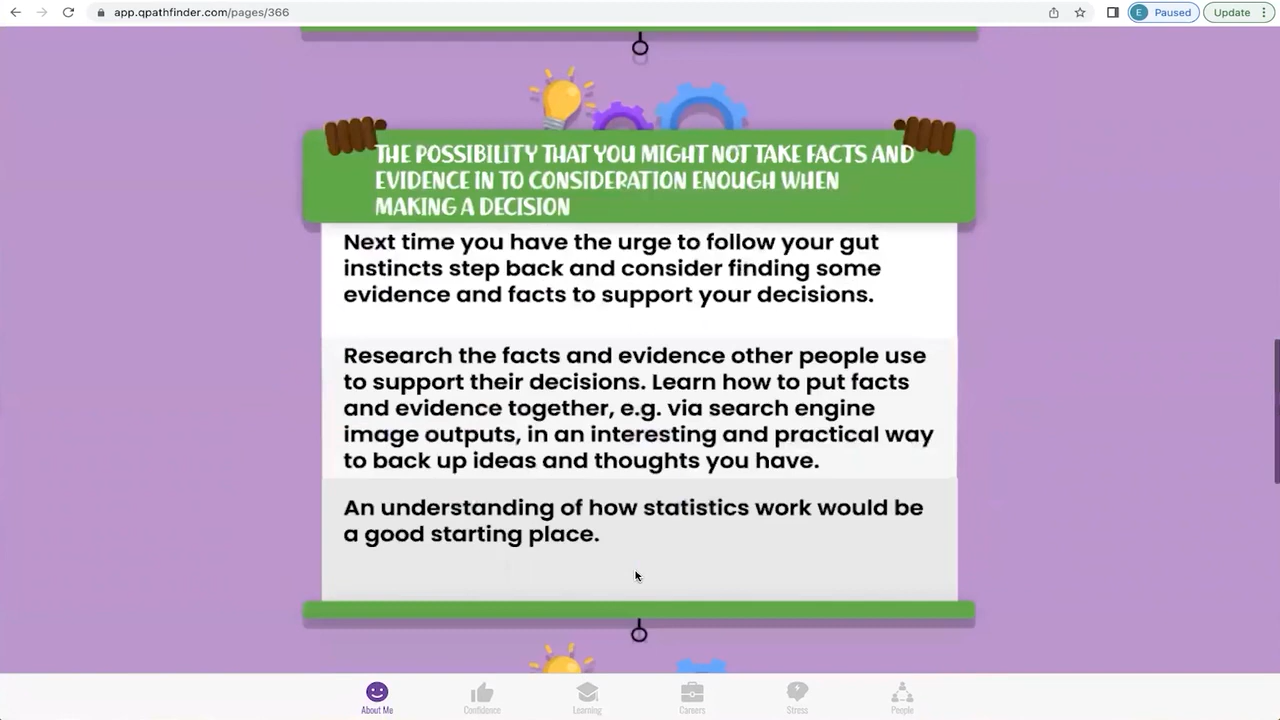 app.qpathfinder.com/pages/366
E Paused
Update
THE POSSIBILITY THAT YOU MIGHT NOT TAKE FACTS AND
EVIDENCE IN TO CONSIDERATION ENOUGH WHEN
MAKING A DECISION
Next time you have the urge to follow your gut
instincts step back and consider finding some
evidence and facts to support your decisions.
Research the facts and evidence other people use
to support their decisions. Learn how to put facts
and evidence together, e.g. via search engine
image outputs, in an interesting and practical way
to back up ideas and thoughts you have.
An understanding of how statistics work would be
a good starting place.
About Me
Confidence
Learning
Careers
Stress
People